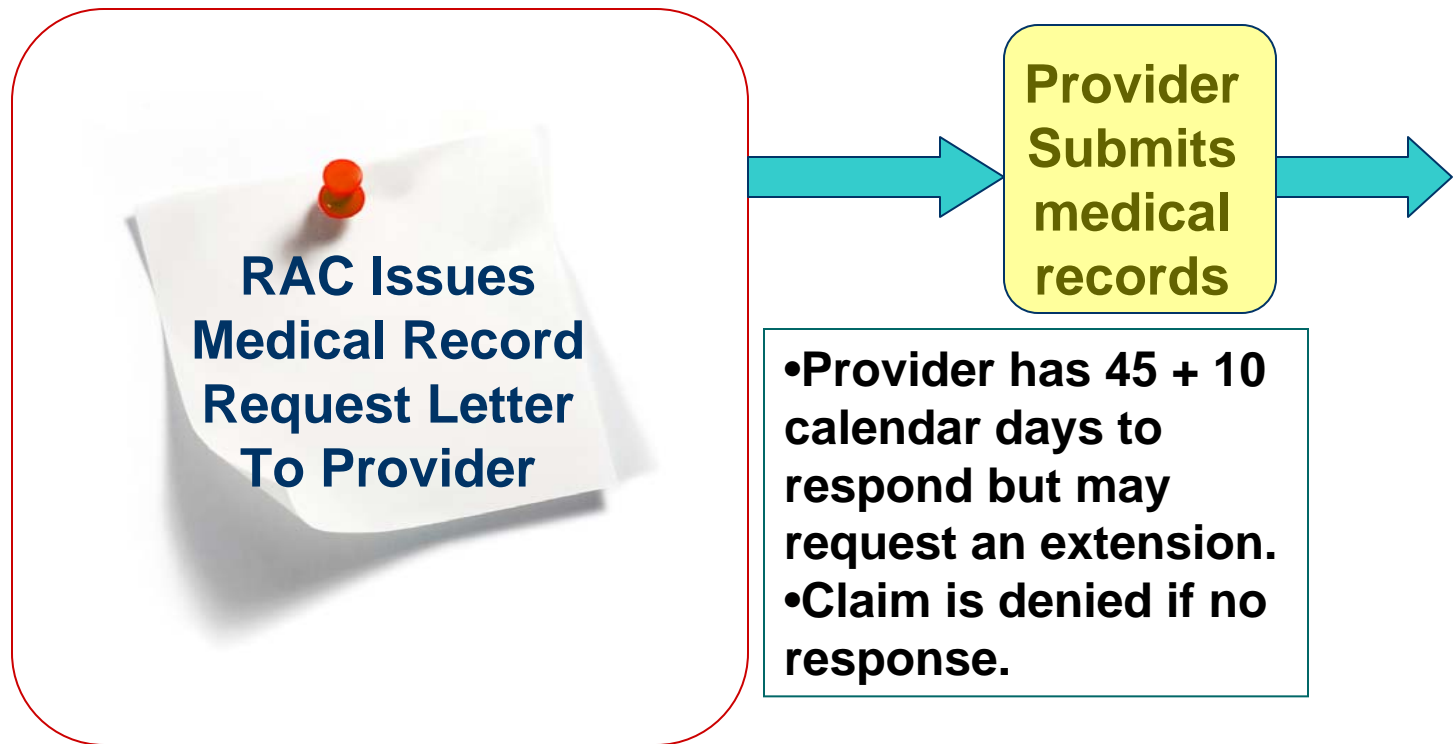 RAC Issues
Medical Record
Request Letter
To Provider
Provider
Submits
medical
records
•Provider has 45 + 10
calendar days to
respond but may
request an extension.
•Claim is denied if no
response.